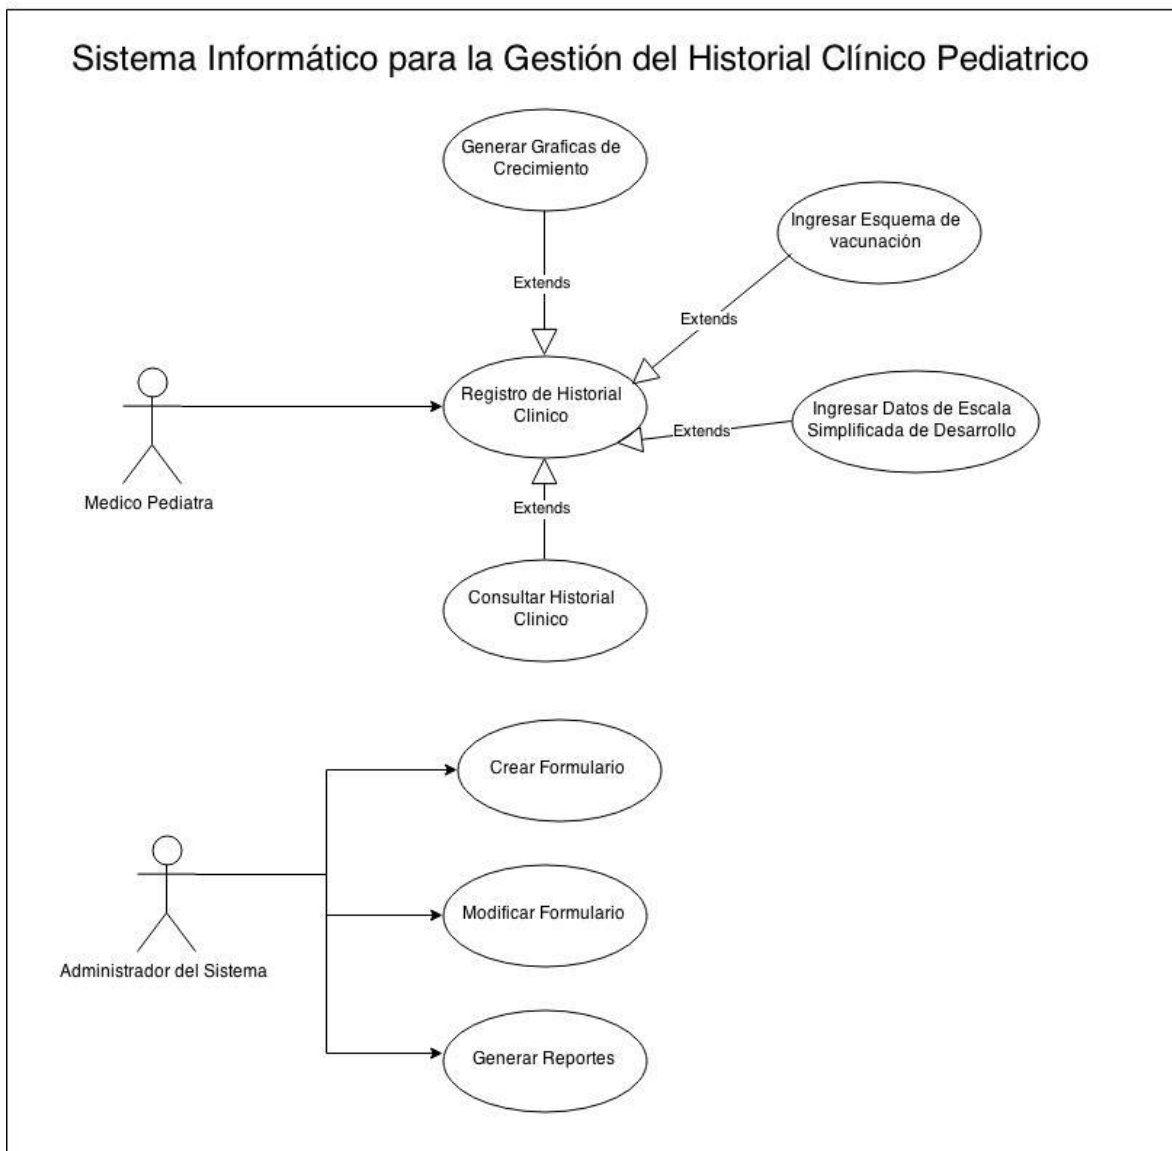 Sistema Informático para la Gestión del Historial Clínico Pediatrico
Generar Graficas de
Crecimiento
Ingresar Esquema de
vacunación
Extends
Extends
Registro de Historial
Clinico
Ingresar Datos de Escala
Simplificada de Desarrollo
Extends
Medico Pediatra
Extends
Consultar Historial
Clinico
Crear Formulario
Modificar Formulario
Administrador del Sistema
Generar Reportes